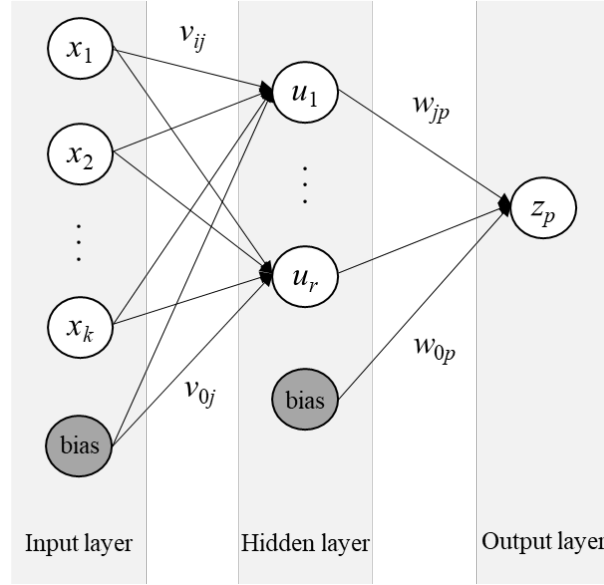 x₁
x₂
⋮
xₖ
bias
vᵢⱼ
v₀ⱼ
u₁
⋮
uᵣ
bias
wⱼₚ
w₀ₚ
zₚ
Input layer
Hidden layer
Output layer